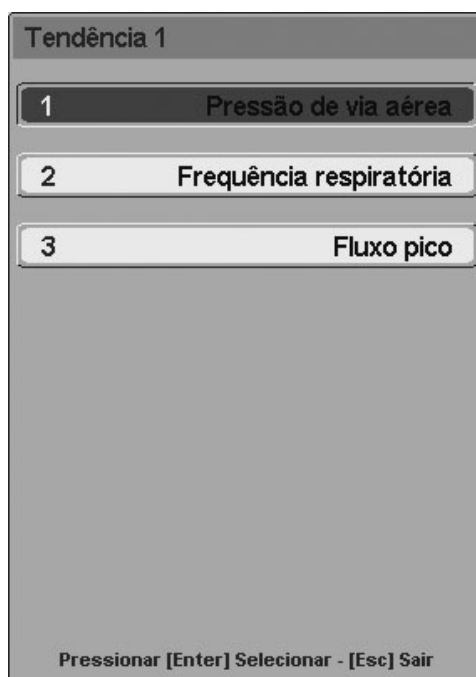 Tendência 1
1 Pressão de via aérea
2 Frequência respiratória
3 Fluxo pico
Pressionar [Enter] Selecionar - [Esc] Sair